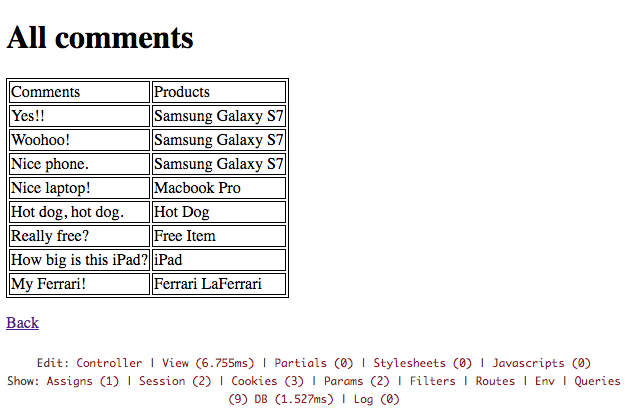 All comments
Comments Products
Yes!! Samsung Galaxy S7
Woohoo! Samsung Galaxy S7
Nice phone. Samsung Galaxy S7
Nice laptop! Macbook Pro
Hot dog, hot dog. Hot Dog
Really free? Free Item
How big is this iPad? iPad
My Ferrari! Ferrari LaFerrari
Back
Edit: Controller | View (6.755ms) | Partials (0) | Stylesheets (0) | Javascripts (0)
Show: Assigns (1) | Session (2) | Cookies (3) | Params (2) | Filters | Routes | Env | Queries
(9) DB (1.527ms) | Log (0)